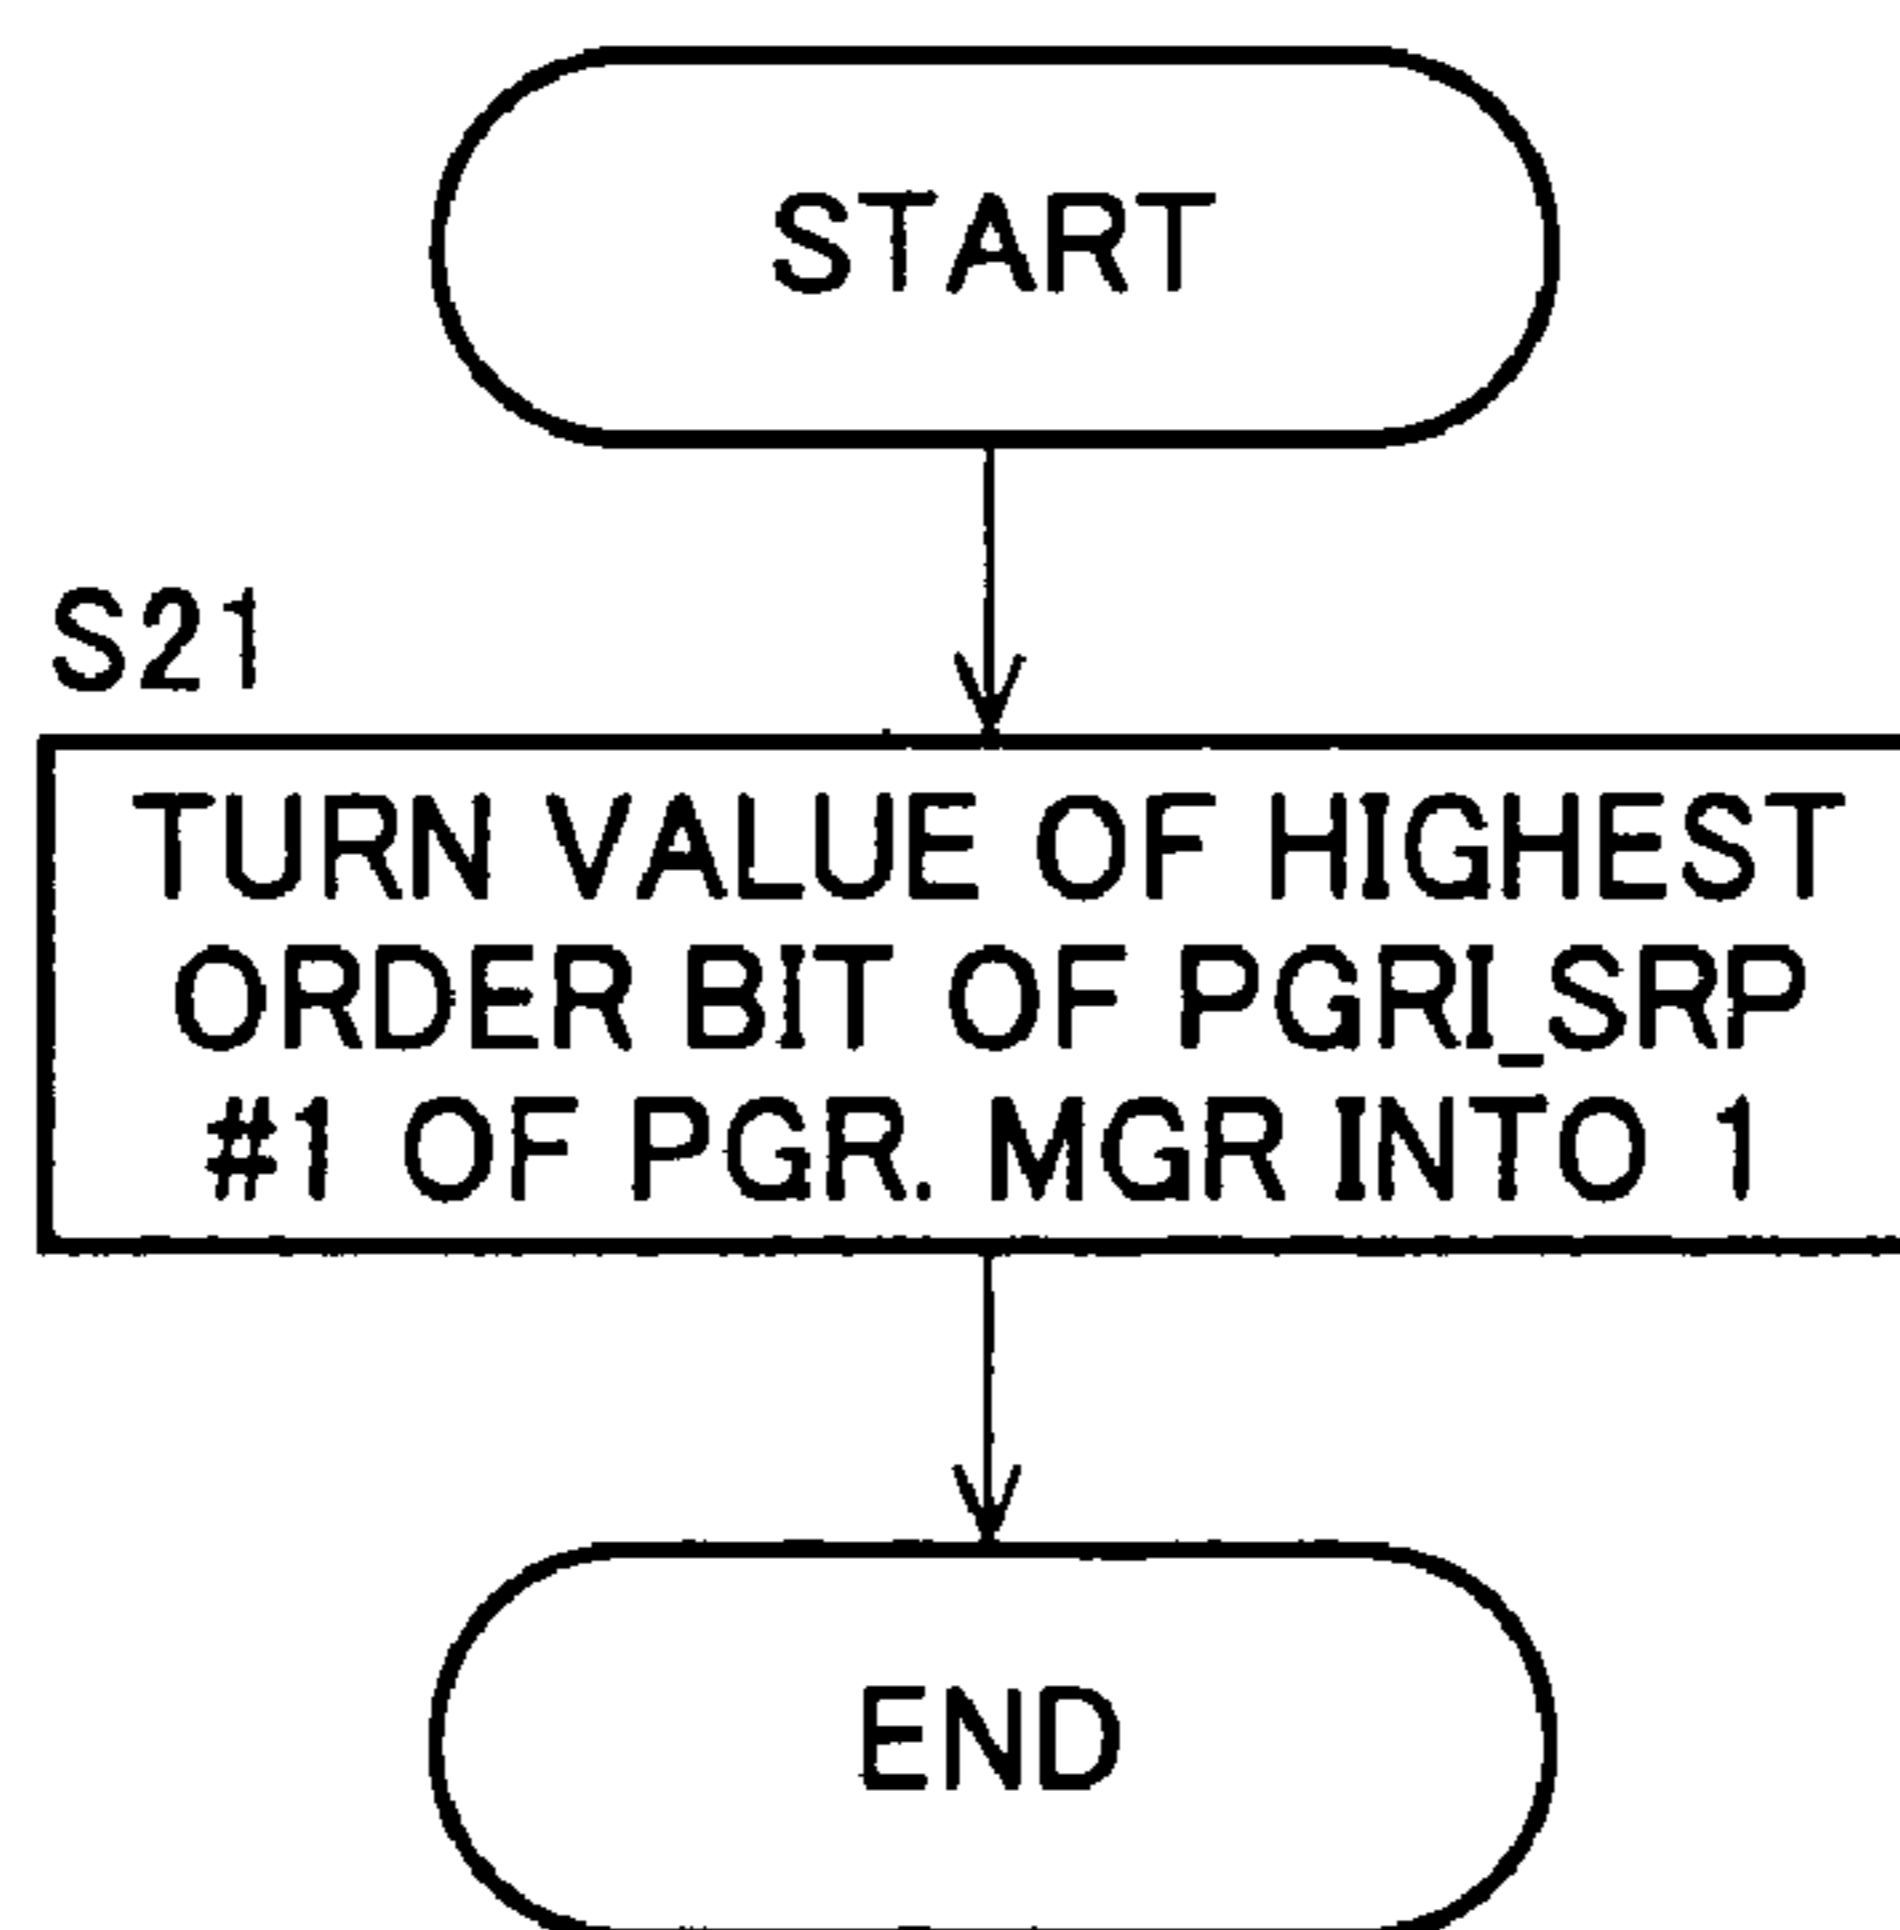 START
S21
TURN VALUE OF HIGHEST
ORDER BIT OF PGRI_SRP
#1 OF PGR. MGR INTO 1
END